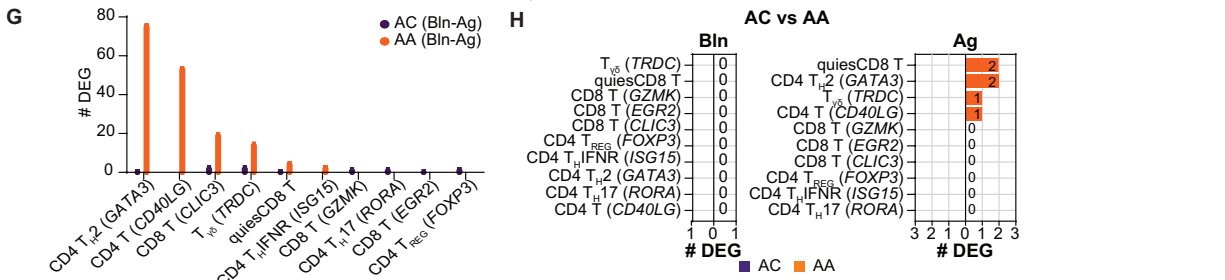 G
80
60
40
20
0
# DEG
AC (Bln-Ag)
AA (Bln-Ag)
CD4 TH2 (GATA3)
CD4 T (CD40LG)
CD8 T (CLIC3)
Tγδ (TRDC)
quiesCD8 T
CD4 THIFNR (ISG15)
CD8 T (GZMK)
CD4 TH17 (RORA)
CD8 T (EGR2)
CD4 TREG (FOXP3)
H
AC vs AA
Bln
Tγδ (TRDC) 0
quiesCD8 T 0
CD8 T (GZMK) 0
CD8 T (EGR2) 0
CD8 T (CLIC3) 0
CD4 TREG (FOXP3) 0
CD4 THIFNR (ISG15) 0
CD4 TH2 (GATA3) 0
CD4 TH17 (RORA) 0
CD4 T (CD40LG) 0
1 0 1
# DEG
Ag
quiesCD8 T 2
CD4 TH2 (GATA3) 2
Tγδ (TRDC) 1
CD4 T (CD40LG) 1
CD8 T (GZMK) 0
CD8 T (EGR2) 0
CD8 T (CLIC3) 0
CD4 TREG (FOXP3) 0
CD4 THIFNR (ISG15) 0
CD4 TH17 (RORA) 0
3 2 1 0 1 2 3
# DEG
AC AA